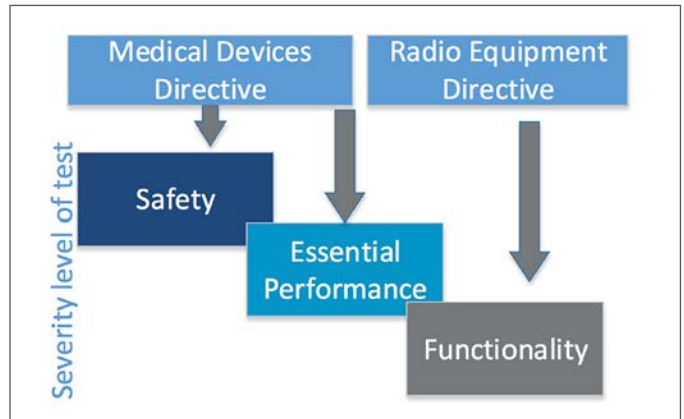 Medical Devices
Directive
Radio Equipment
Directive
Severity level of test
Safety
Essential
Performance
Functionality